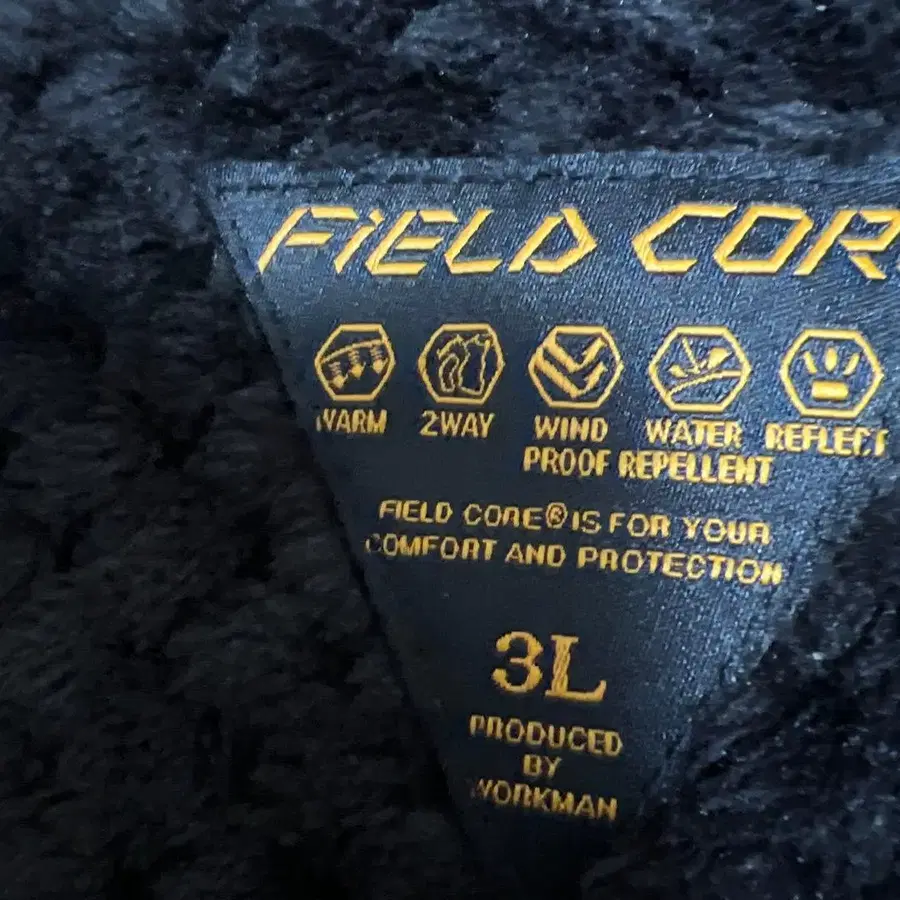 FIELD COR
WARM 2WAY WIND WATER REFLECT
PROOF REPELLENT
FIELD CORE® IS FOR YOUR
COMFORT AND PROTECTION
3L
PRODUCED
BY
WORKMAN